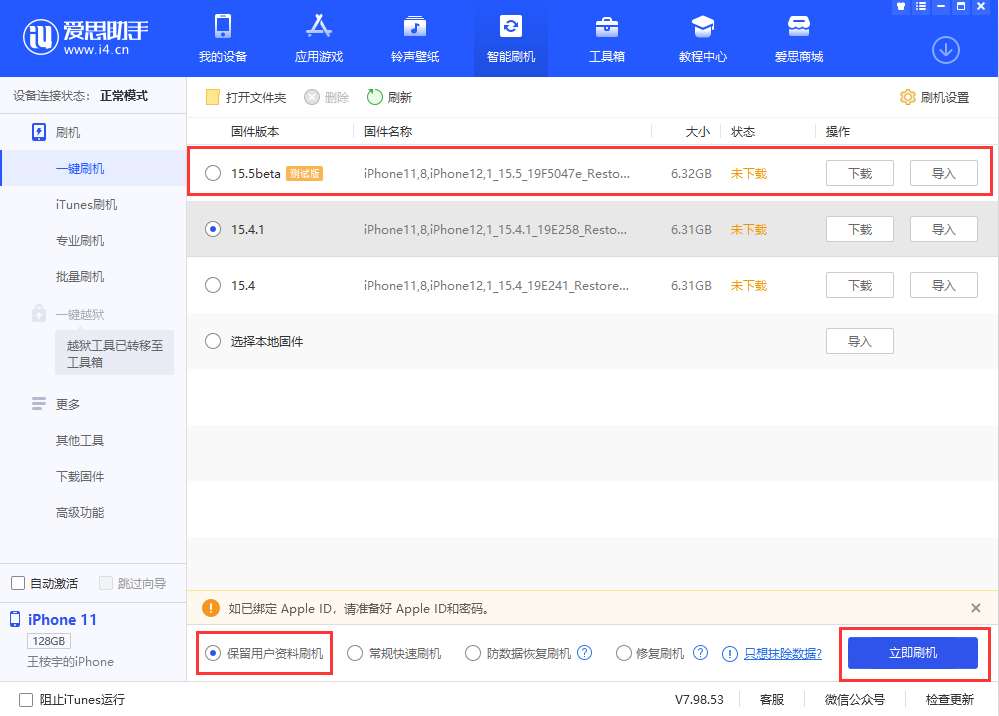 爱思助手
www.i4.cn
我的设备
应用游戏
铃声壁纸
智能刷机
工具箱
教程中心
爱思商城
设备连接状态： 正常模式
打开文件夹 删除 刷新 刷机设置
刷机
一键刷机
iTunes刷机
专业刷机
批量刷机
一键越狱
越狱工具已转移至
工具箱
更多
其他工具
下载固件
高级功能
固件版本 固件名称 大小 状态 操作
15.5beta 测试版 iPhone11,8,iPhone12,1_15.5_19F5047e_Resto... 6.32GB 未下载 下载 导入
15.4.1 iPhone11,8,iPhone12,1_15.4.1_19E258_Resto... 6.31GB 未下载 下载 导入
15.4 iPhone11,8,iPhone12,1_15.4_19E241_Restore... 6.31GB 未下载 下载 导入
选择本地固件 导入
自动激活 跳过向导
iPhone 11
128GB
王桉宇的iPhone
如已绑定 Apple ID，请准备好 Apple ID和密码。
保留用户资料刷机 常规快速刷机 防数据恢复刷机 ? 修复刷机 ? 只想抹除数据? 立即刷机
阻止iTunes运行 V7.98.53 客服 微信公众号 检查更新